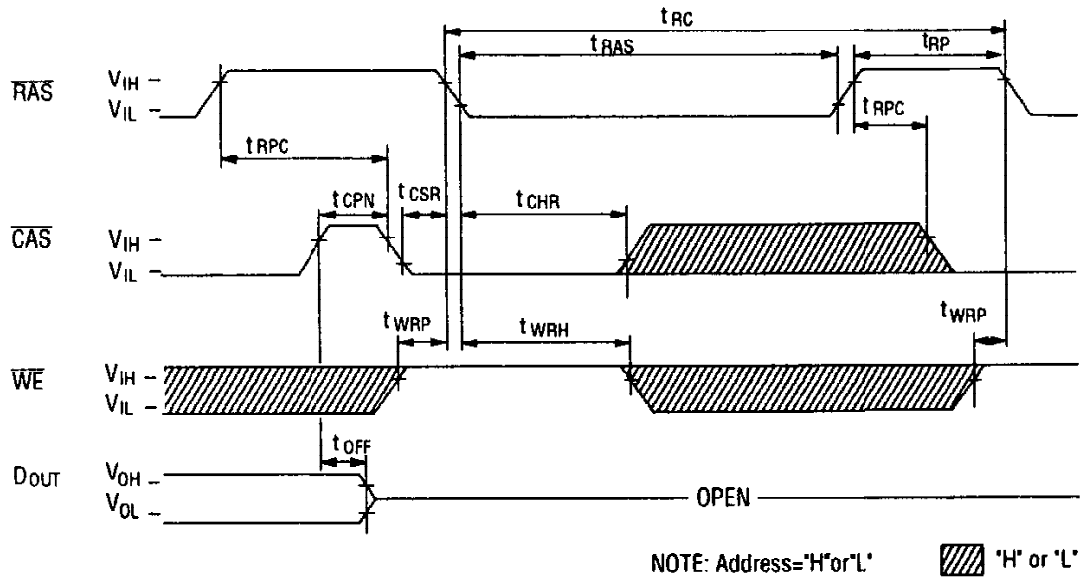 tRC
tRAS
tRP
RAS
VIH
VIL
tRPC
tRPC
tCPN
tCSR
tCHR
CAS
VIH
VIL
tWRP
tWRH
tWRP
WE
VIH
VIL
tOFF
DOUT
VOH
VOL
OPEN
NOTE: Address="H"or"L"
"H" or "L"